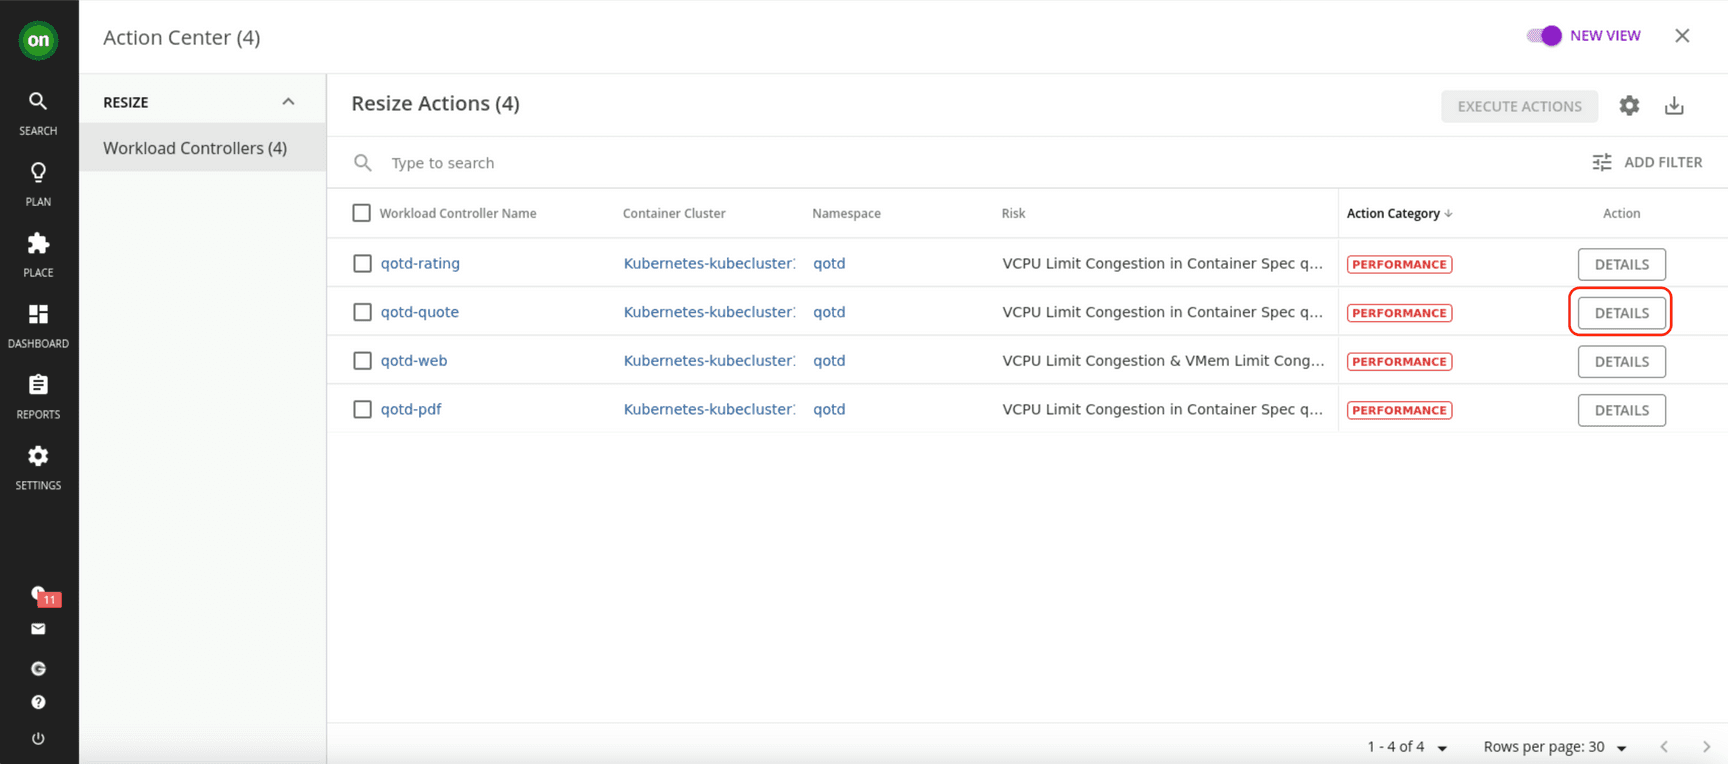 on
Action Center (4)
NEW VIEW
SEARCH
PLAN
PLACE
DASHBOARD
REPORTS
SETTINGS
11
RESIZE
Workload Controllers (4)
Resize Actions (4)
EXECUTE ACTIONS
Type to search
ADD FILTER
Workload Controller Name Container Cluster Namespace Risk Action Category Action
qotd-rating Kubernetes-kubecluster qotd VCPU Limit Congestion in Container Spec q... PERFORMANCE DETAILS
qotd-quote Kubernetes-kubecluster qotd VCPU Limit Congestion in Container Spec q... PERFORMANCE DETAILS
qotd-web Kubernetes-kubecluster qotd VCPU Limit Congestion & VMem Limit Cong... PERFORMANCE DETAILS
qotd-pdf Kubernetes-kubecluster qotd VCPU Limit Congestion in Container Spec q... PERFORMANCE DETAILS
1 - 4 of 4 Rows per page: 30